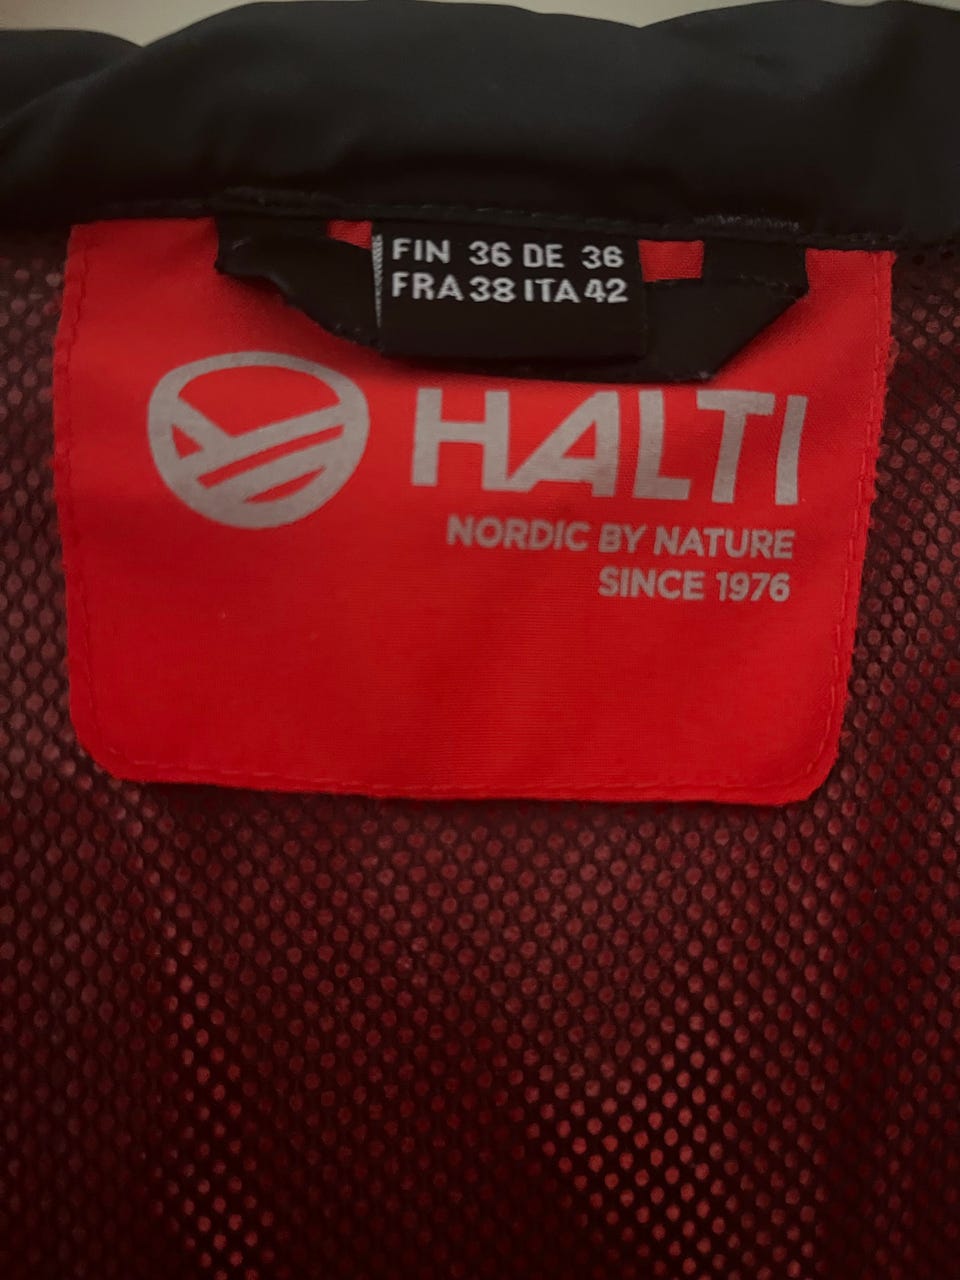 FIN 36 DE 36
FRA 38 ITA 42
HALTI
NORDIC BY NATURE
SINCE 1976